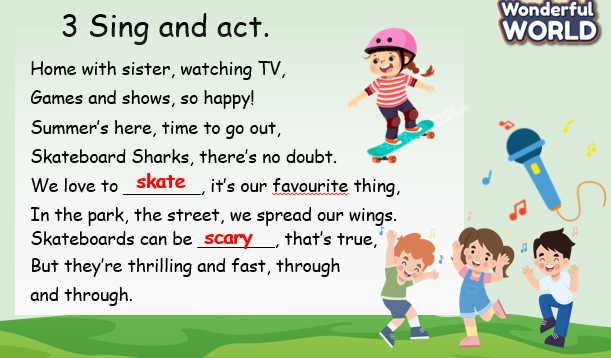 Wonderful
WORLD
3 Sing and act.
Home with sister, watching TV,
Games and shows, so happy!
Summer's here, time to go out,
Skateboard Sharks, there's no doubt.
We love to ________ skate, it's our favourite thing,
In the park, the street, we spread our wings.
Skateboards can be ________ scary, that's true,
But they're thrilling and fast, through
and through.